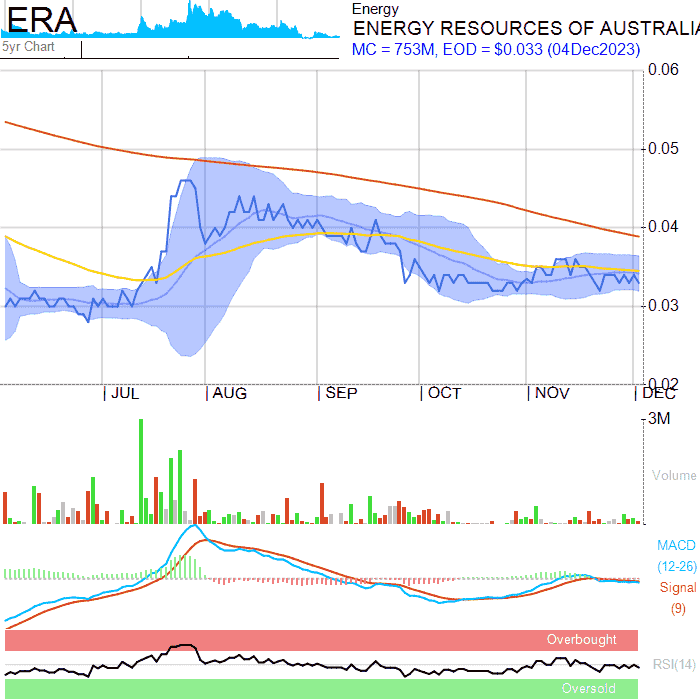 ERA
5yr Chart
Energy
ENERGY RESOURCES OF AUSTRALIA
MC = 753M, EOD = $0.033 (04Dec2023)
0.06
0.05
0.04
0.03
0.02
JUL AUG SEP OCT NOV DEC
3M
Volume
MACD
(12-26)
Signal
(9)
Overbought
RSI(14)
Oversold